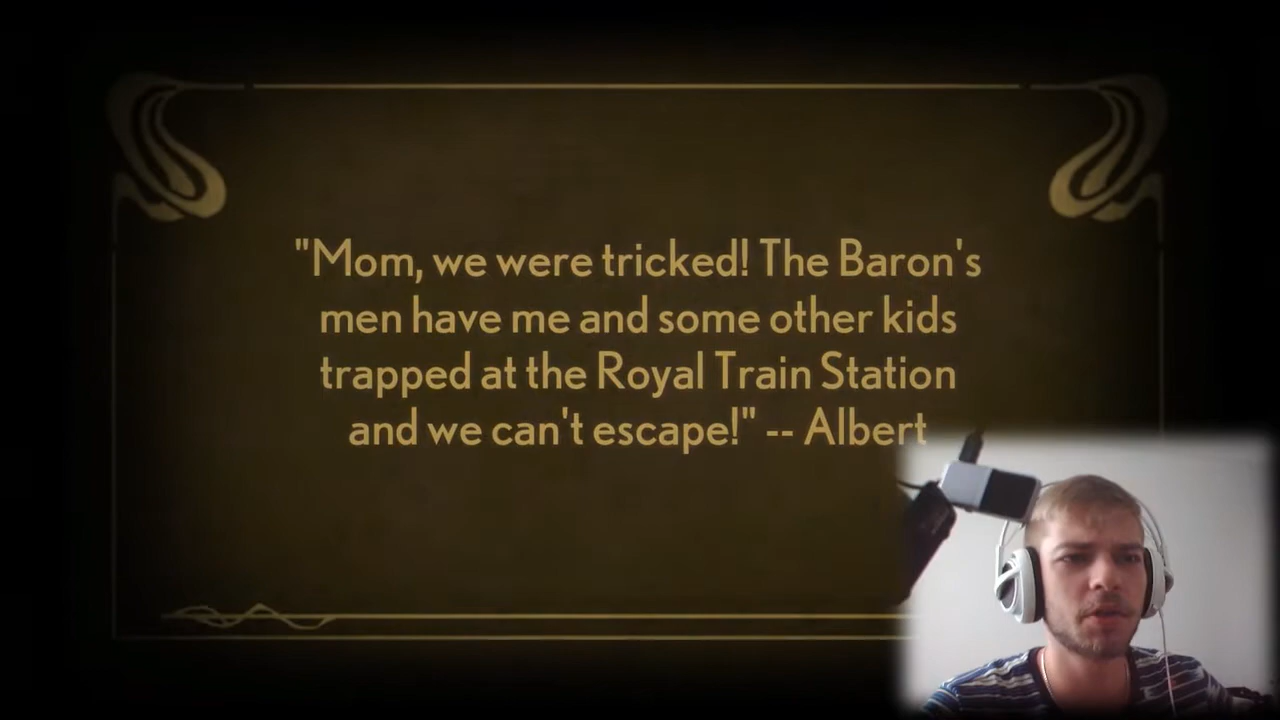 "Mom, we were tricked! The Baron's
men have me and some other kids
trapped at the Royal Train Station
and we can't escape!" -- Albert